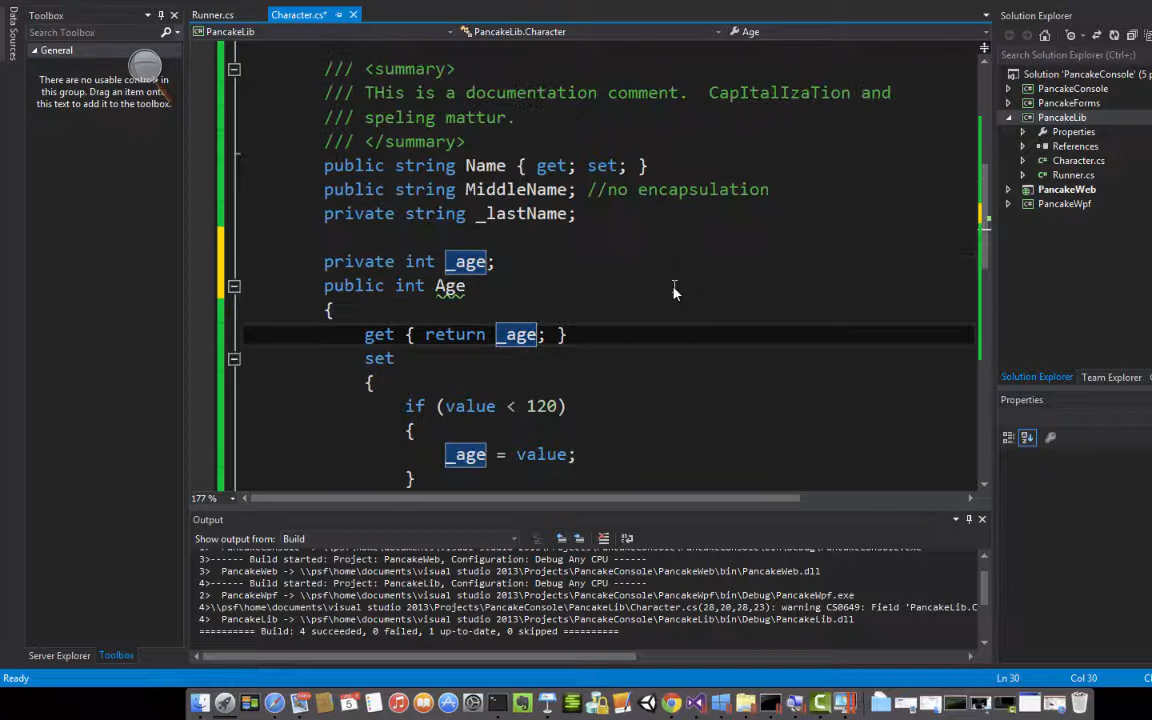 Data Sources
Toolbox
Search Toolbox
General
There are no usable controls in
this group. Drag an item onto
this text to add it to the toolbox.
Server Explorer
Toolbox
Runner.cs
Character.cs*
PancakeLib
PancakeLib.Character
Age
/// <summary>
/// THis is a documentation comment.  CapItalIzaTion and
/// speling mattur.
/// </summary>
public string Name { get; set; }
public string MiddleName; //no encapsulation
private string _lastName;
private int _age;
public int Age
{
get { return _age; }
set
{
if (value < 120)
{
_age = value;
}
177 %
Output
Show output from:
Build
3>------ Build started: Project: PancakeWeb, Configuration: Debug Any CPU ------
3>  PancakeWeb -> \\psf\home\documents\visual studio 2013\Projects\PancakeConsole\PancakeWeb\bin\PancakeWeb.dll
4>------ Build started: Project: PancakeLib, Configuration: Debug Any CPU ------
2>  PancakeWpf -> \\psf\home\documents\visual studio 2013\Projects\PancakeConsole\PancakeWpf\bin\Debug\PancakeWpf.exe
4>\\psf\home\documents\visual studio 2013\Projects\PancakeConsole\PancakeLib\Character.cs(28,20,28,23): warning CS0649: Field 'PancakeLib.C
4>  PancakeLib -> \\psf\home\documents\visual studio 2013\Projects\PancakeConsole\PancakeLib\bin\Debug\PancakeLib.dll
========== Build: 4 succeeded, 0 failed, 1 up-to-date, 0 skipped ==========
Solution Explorer
Search Solution Explorer (Ctrl+;)
Solution 'PancakeConsole' (5 p
PancakeConsole
PancakeForms
PancakeLib
Properties
References
Character.cs
Runner.cs
PancakeWeb
PancakeWpf
Solution Explorer
Team Explorer
Properties
Ready
Ln 30
Col 30